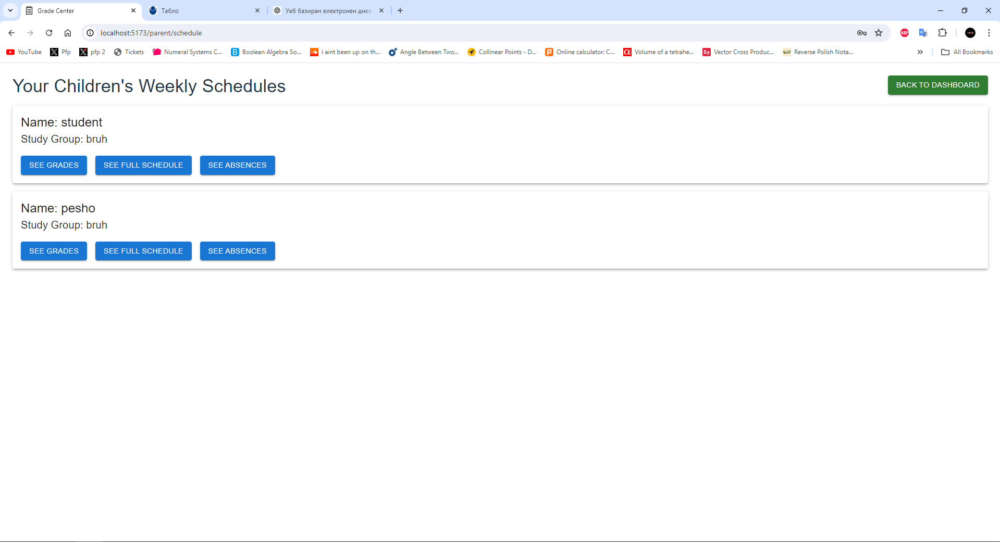 Grade Center
Табло
Уеб базиран електронен днев
localhost:5173/parent/schedule
ABP
YouTube
Pfp
pfp 2
Tickets
Numeral Systems C...
Boolean Algebra So...
i aint been up on th...
Angle Between Two...
Collinear Points - D...
Online calculator: C...
Volume of a tetrahe...
Sy
Vector Cross Produc...
Reverse Polish Nota...
All Bookmarks
Your Children's Weekly Schedules
BACK TO DASHBOARD
Name: student
Study Group: bruh
SEE GRADES
SEE FULL SCHEDULE
SEE ABSENCES
Name: pesho
Study Group: bruh
SEE GRADES
SEE FULL SCHEDULE
SEE ABSENCES